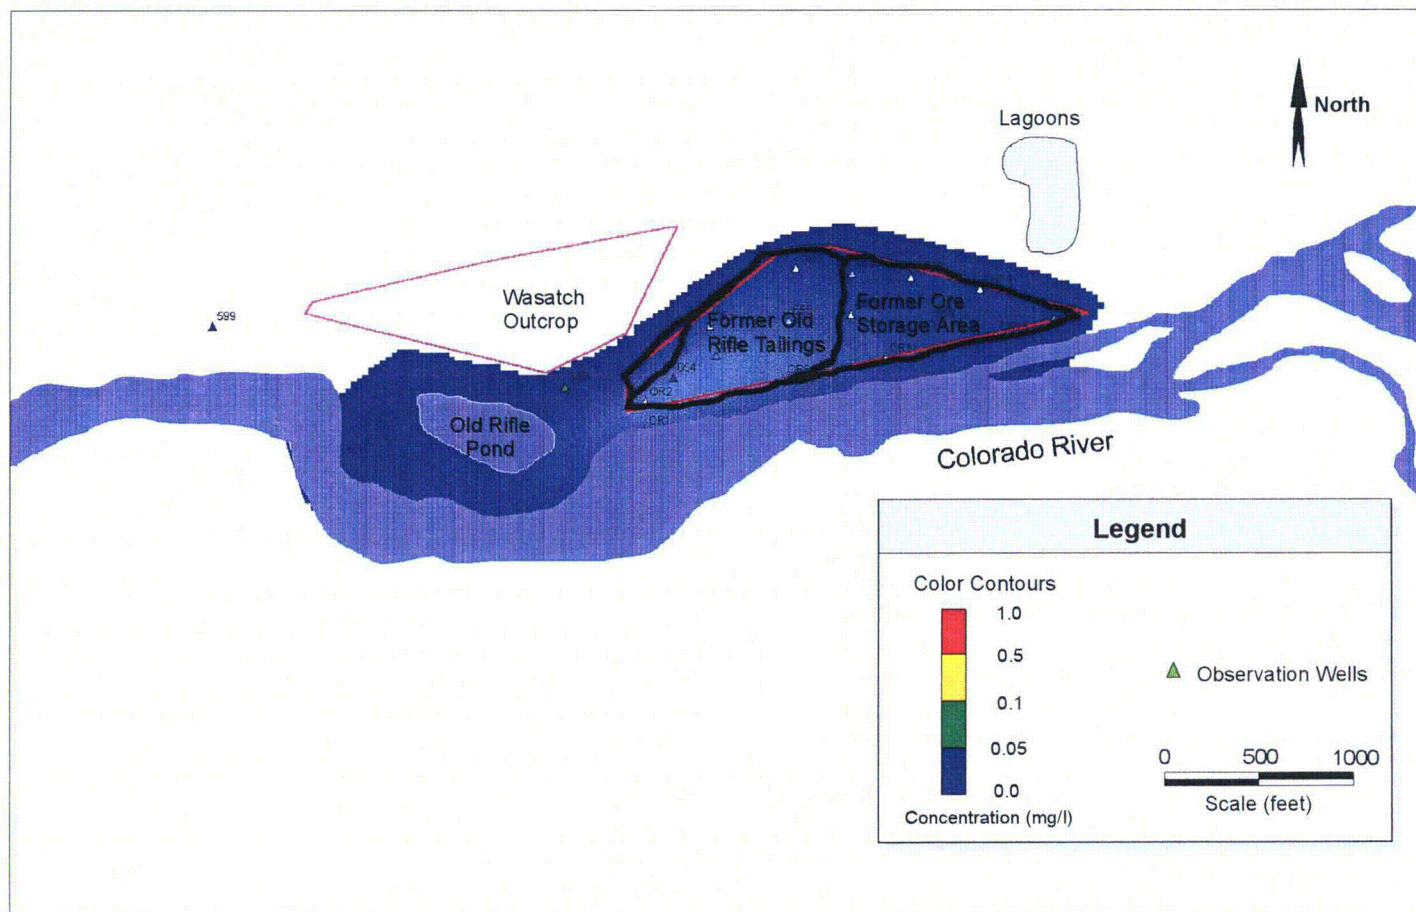 North
Lagoons
Wasatch
Outcrop
599
Former Old
Rifle Tailings
Former Ore
Storage Area
OR2
OR1
Old Rifle
Pond
Colorado River
Legend
Color Contours
1.0
0.5
0.1
0.05
0.0
Concentration (mg/l)
Observation Wells
0 500 1000
Scale (feet)